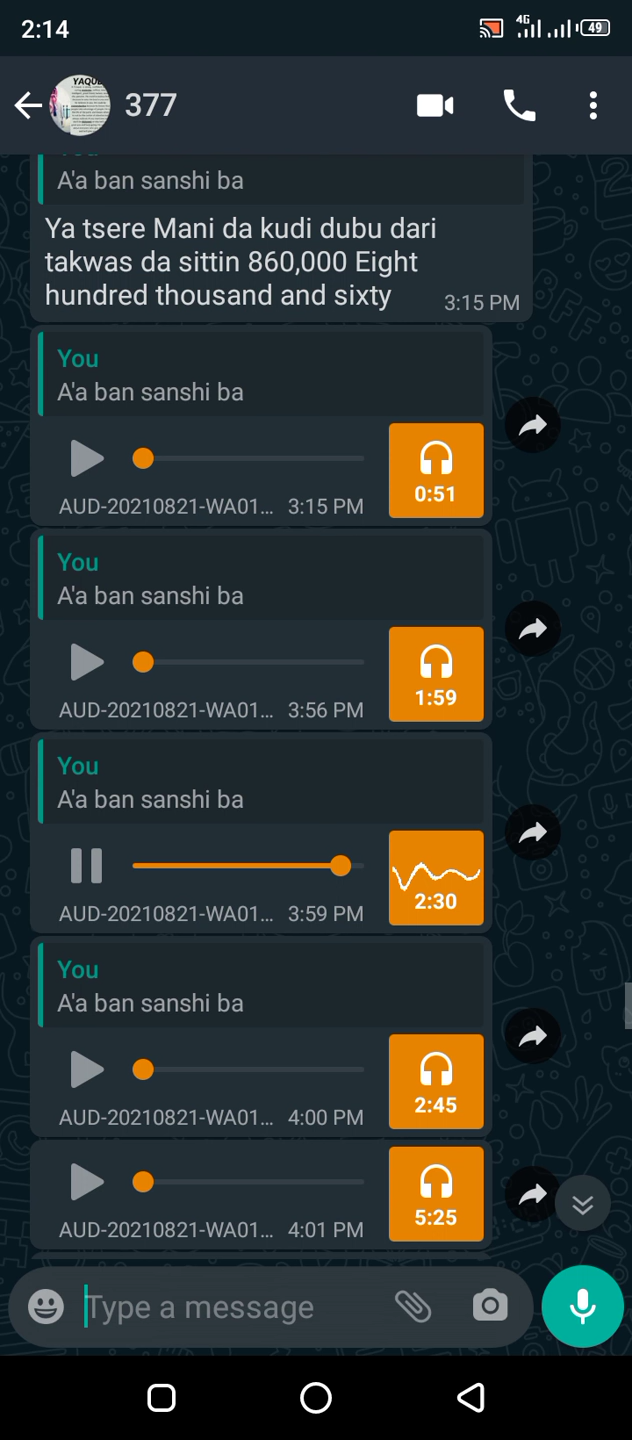 2:14
4G
49
YAQUB
377
You
A'a ban sanshi ba
Ya tsere Mani da kudi dubu dari
takwas da sittin 860,000 Eight
hundred thousand and sixty
3:15 PM
You
A'a ban sanshi ba
0:51
AUD-20210821-WA01... 3:15 PM
You
A'a ban sanshi ba
1:59
AUD-20210821-WA01... 3:56 PM
You
A'a ban sanshi ba
2:30
AUD-20210821-WA01... 3:59 PM
You
A'a ban sanshi ba
2:45
AUD-20210821-WA01... 4:00 PM
5:25
AUD-20210821-WA01... 4:01 PM
Type a message